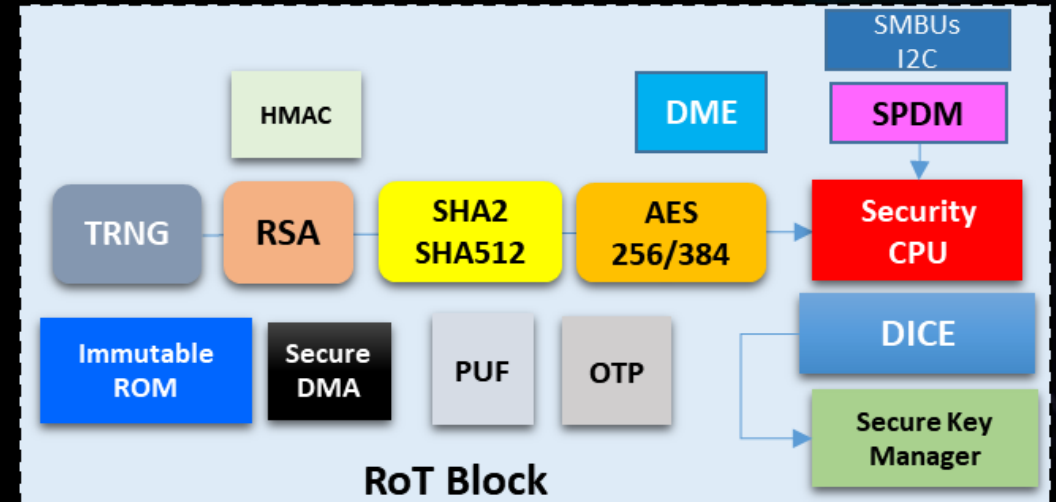 SMBUs
I2C
HMAC
DME
SPDM
TRNG
RSA
SHA2
SHA512
AES
256/384
Security
CPU
Immutable
ROM
Secure
DMA
PUF
OTP
DICE
Secure Key
Manager
RoT Block